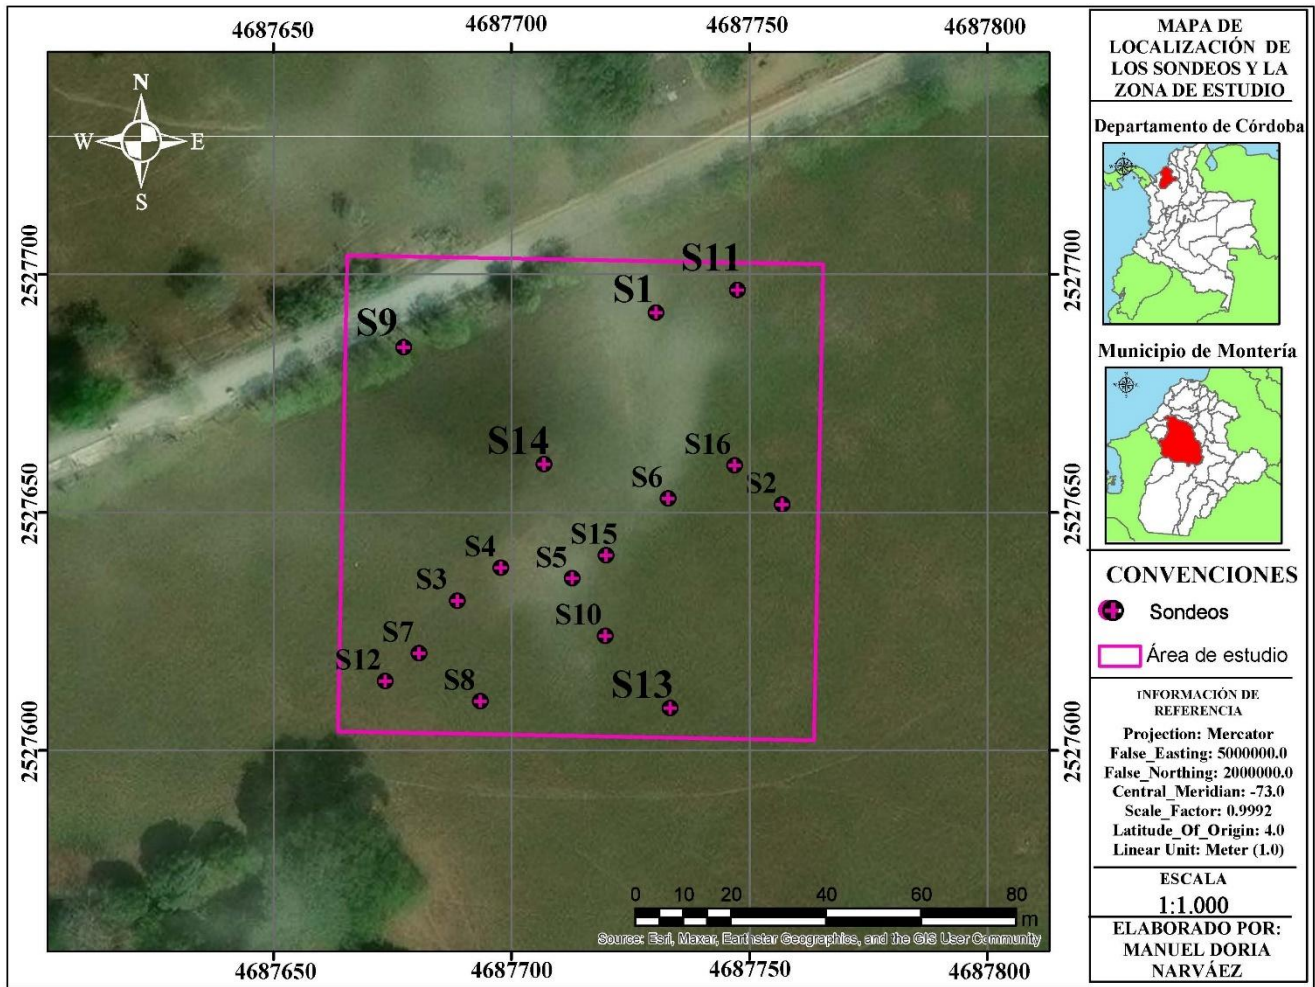 4687650 4687700 4687750 4687800
N
W E
S
2527700 2527700
2527650 2527650
2527600 2527600
S11
S1
S9
S14
S16
S6
S2
S15
S4
S5
S3
S10
S7
S12
S8
S13
0 10 20 40 60 80
m
Source: Esri, Maxar, Earthstar Geographics, and the GIS User Community
4687650 4687700 4687750 4687800
MAPA DE
LOCALIZACIÓN DE
LOS SONDEOS Y LA
ZONA DE ESTUDIO
Departamento de Córdoba
Municipio de Montería
CONVENCIONES
Sondeos
Área de estudio
INFORMACIÓN DE
REFERENCIA
Projection: Mercator
False_Easting: 5000000.0
False_Northing: 2000000.0
Central_Meridian: -73.0
Scale_Factor: 0.9992
Latitude_Of_Origin: 4.0
Linear Unit: Meter (1.0)
ESCALA
1:1.000
ELABORADO POR:
MANUEL DORIA
NARVÁEZ